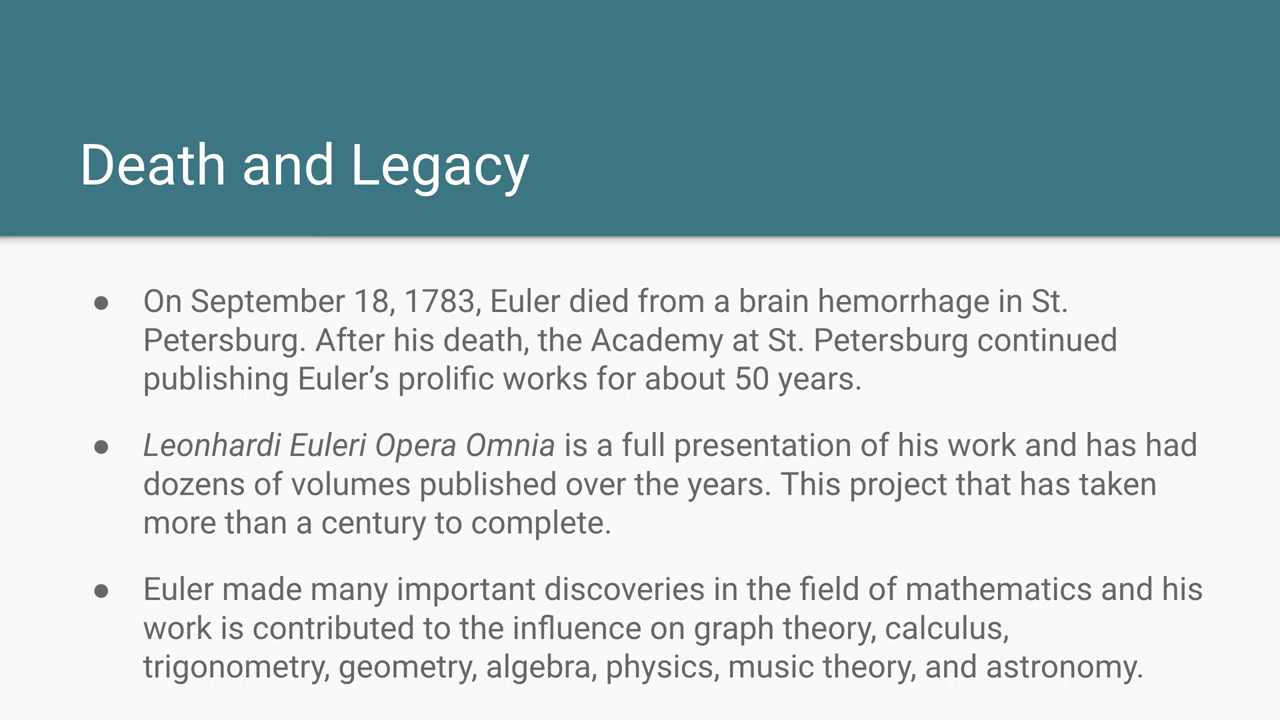 Death and Legacy
● On September 18, 1783, Euler died from a brain hemorrhage in St.
Petersburg. After his death, the Academy at St. Petersburg continued
publishing Euler’s prolific works for about 50 years.
● Leonhardi Euleri Opera Omnia is a full presentation of his work and has had
dozens of volumes published over the years. This project that has taken
more than a century to complete.
● Euler made many important discoveries in the field of mathematics and his
work is contributed to the influence on graph theory, calculus,
trigonometry, geometry, algebra, physics, music theory, and astronomy.